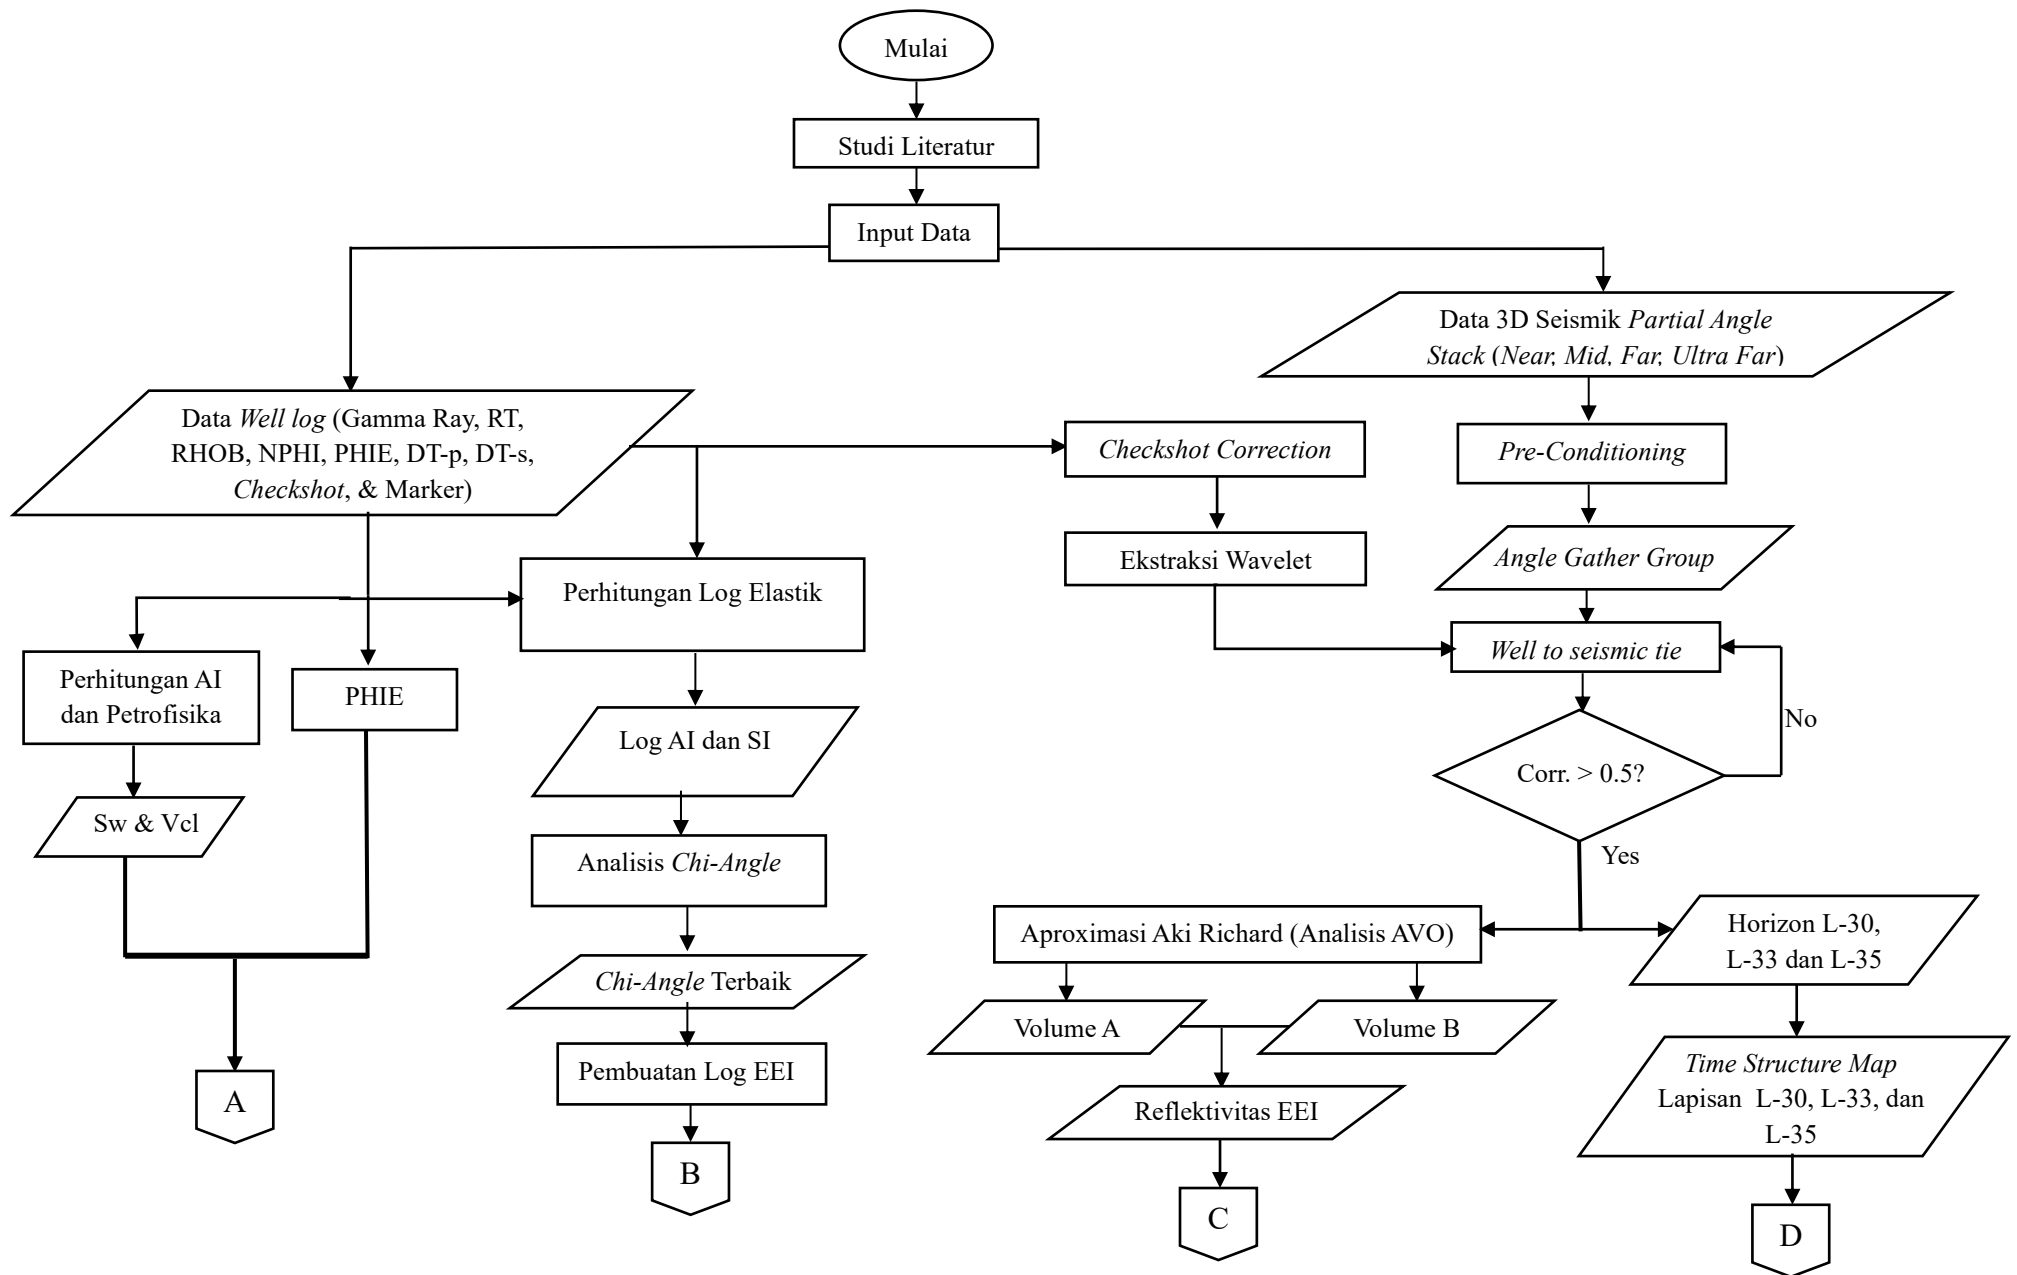 Mulai
Studi Literatur
Input Data
Data 3D Seismik Partial Angle
Stack (Near, Mid, Far, Ultra Far)
Data Well log (Gamma Ray, RT,
RHOB, NPHI, PHIE, DT-p, DT-s,
Checkshot, & Marker)
Checkshot Correction
Pre-Conditioning
Ekstraksi Wavelet
Angle Gather Group
Perhitungan Log Elastik
Well to seismic tie
Perhitungan AI
dan Petrofisika
PHIE
No
Log AI dan SI
Corr. > 0.5?
Sw & Vcl
Yes
Analisis Chi-Angle
Aproximasi Aki Richard (Analisis AVO)
Horizon L-30,
L-33 dan L-35
Chi-Angle Terbaik
Volume A
Volume B
Pembuatan Log EEI
Time Structure Map
Lapisan  L-30, L-33, dan
L-35
Reflektivitas EEI
A
B
C
D